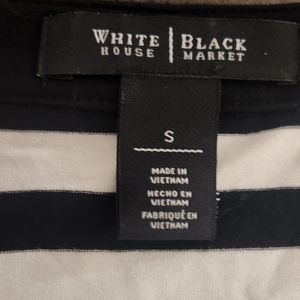 WHITE | BLACK
HOUSE | MARKET
S
MADE IN
VIETNAM
HECHO EN
VIETNAM
FABRIQUÉ EN
VIETNAM